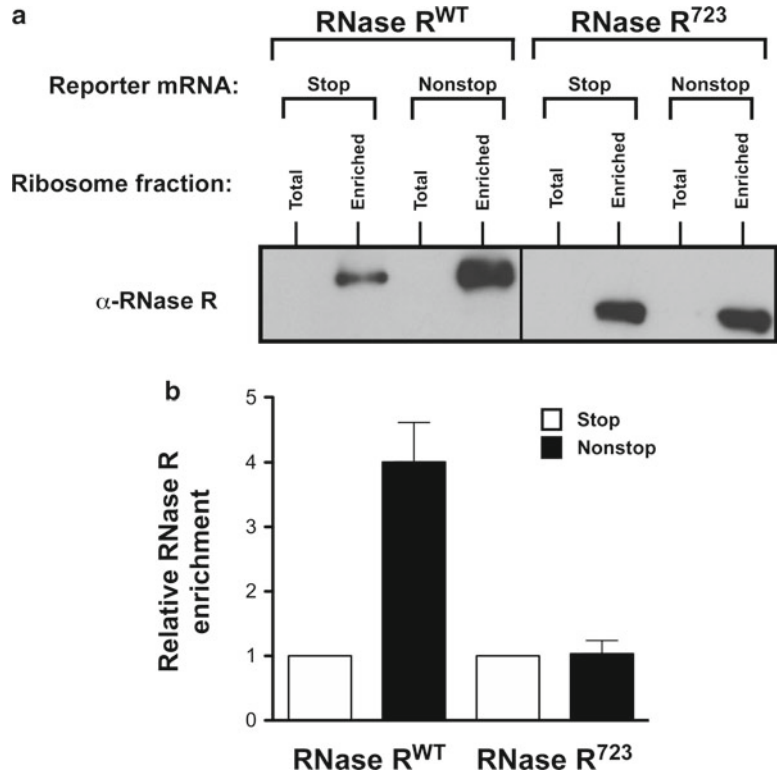 a
RNase R^WT RNase R^723
Reporter mRNA: Stop Nonstop Stop Nonstop
Ribosome fraction: Total Enriched Total Enriched Total Enriched Total Enriched
α-RNase R
b
Relative RNase R enrichment
5
4
3
2
1
0
Stop
Nonstop
RNase R^WT RNase R^723